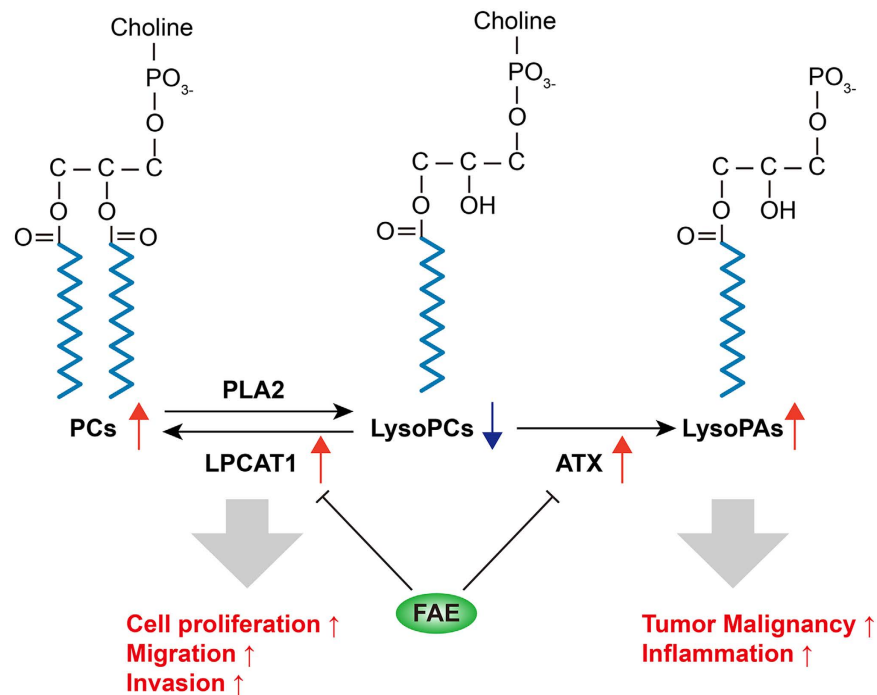 Choline
Choline
PO3-
PO3-
PO3-
O
O
O
C – C – C
C – C – C
C – C – C
O O
O OH
O OH
O= =O
O=
O=
PLA2
PCs ↑
LysoPCs ↓
LysoPAs ↑
LPCAT1 ↑
ATX ↑
FAE
Cell proliferation ↑
Migration ↑
Invasion ↑
Tumor Malignancy ↑
Inflammation ↑